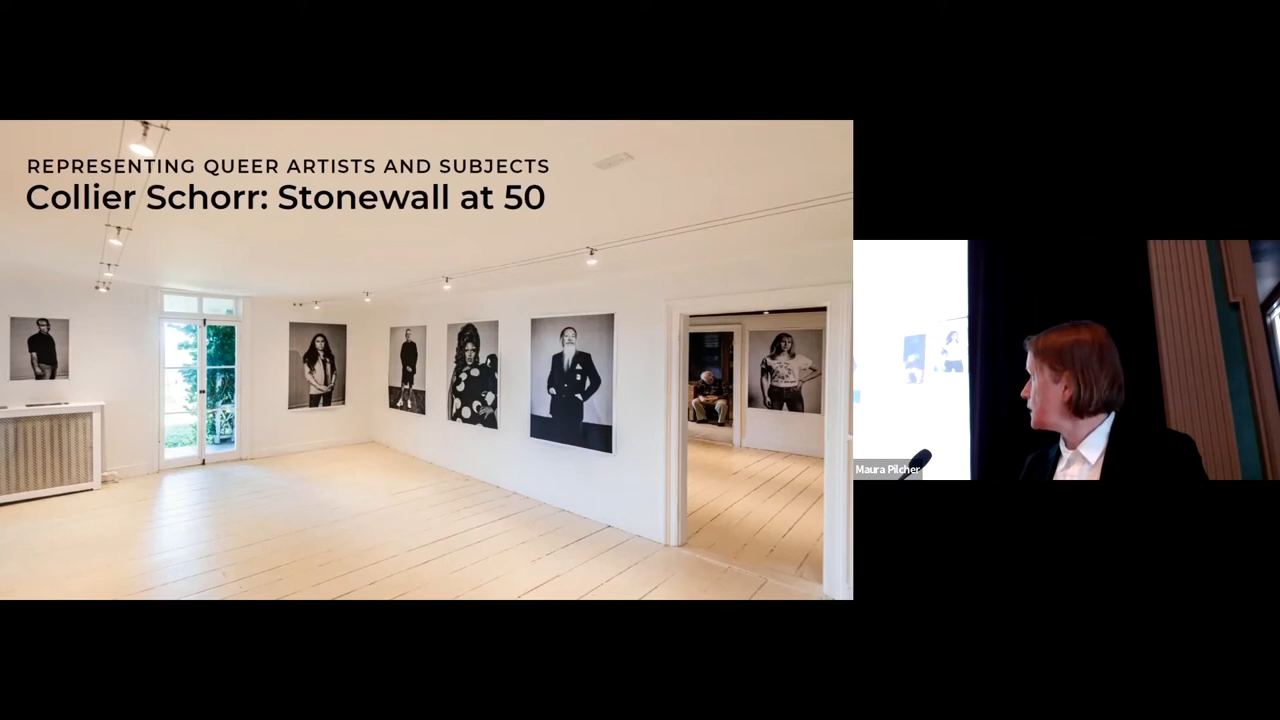 REPRESENTING QUEER ARTISTS AND SUBJECTS
Collier Schorr: Stonewall at 50
Maura Pilcher